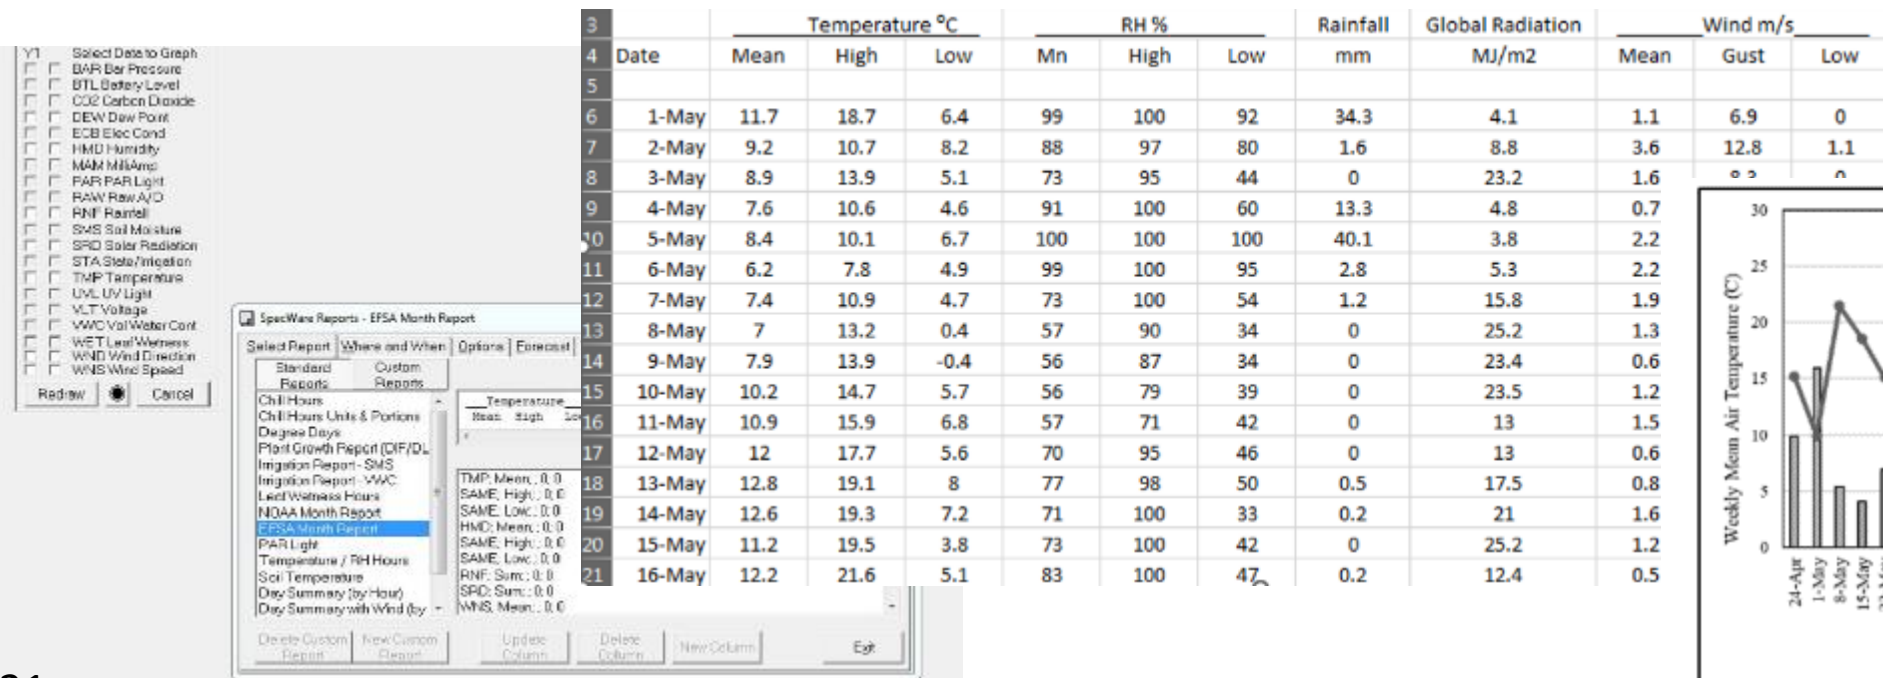 Y1 Select Data to Graph
BAR Bar Pressure
BTL Battery Level
CO2 Carbon Dioxide
DEW Dew Point
ECB Elec Cond
HMD Humidity
MAM MilliAmp
PAR PAR Light
RAW Raw A/D
RNF Rainfall
SMS Soil Moisture
SRD Solar Radiation
STA State/Irrigation
TMP Temperature
UVL UV Light
VLT Voltage
VWC Vol Water Cont
WET Leaf Wetness
WND Wind Direction
WNS Wind Speed
Redraw Cancel
SpecWare Reports - EFSA Month Report
Select Report Where and When Options Forecast
Standard Reports Custom Reports
Chill Hours
Chill Hours Units & Portions
Degree Days
Plant Growth Report (DIF/DL
Irrigation Report - SMS
Irrigation Report - VWC
Leaf Wetness Hours
NOAA Month Report
EFSA Month Report
PAR Light
Temperature / RH Hours
Soil Temperature
Day Summary (by Hour)
Day Summary with Wind (by
Temperature
Mean High
TMP; Mean; ; 0; 0
SAME; High; ; 0; 0
SAME; Low; ; 0; 0
HMD; Mean; ; 0; 0
SAME; High; ; 0; 0
SAME; Low; ; 0; 0
RNF; Sum; ; 0; 0
SRD; Sum; ; 0; 0
WNS; Mean; ; 0; 0
Delete Custom Report New Custom Report Update Column Delete Column New Column Exit
3 Temperature ⁰C RH % Rainfall Global Radiation Wind m/s
4 Date Mean High Low Mn High Low mm MJ/m2 Mean Gust Low
5
6 1-May 11.7 18.7 6.4 99 100 92 34.3 4.1 1.1 6.9 0
7 2-May 9.2 10.7 8.2 88 97 80 1.6 8.8 3.6 12.8 1.1
8 3-May 8.9 13.9 5.1 73 95 44 0 23.2 1.6
9 4-May 7.6 10.6 4.6 91 100 60 13.3 4.8 0.7
10 5-May 8.4 10.1 6.7 100 100 100 40.1 3.8 2.2
11 6-May 6.2 7.8 4.9 99 100 95 2.8 5.3 2.2
12 7-May 7.4 10.9 4.7 73 100 54 1.2 15.8 1.9
13 8-May 7 13.2 0.4 57 90 34 0 25.2 1.3
14 9-May 7.9 13.9 -0.4 56 87 34 0 23.4 0.6
15 10-May 10.2 14.7 5.7 56 79 39 0 23.5 1.2
16 11-May 10.9 15.9 6.8 57 71 42 0 13 1.5
17 12-May 12 17.7 5.6 70 95 46 0 13 0.6
18 13-May 12.8 19.1 8 77 98 50 0.5 17.5 0.8
19 14-May 12.6 19.3 7.2 71 100 33 0.2 21 1.6
20 15-May 11.2 19.5 3.8 73 100 42 0 25.2 1.2
21 16-May 12.2 21.6 5.1 83 100 47 0.2 12.4 0.5
Weekly Mean Air Temperature (C)
30
25
20
15
10
5
0
24-Apr
1-May
8-May
15-May